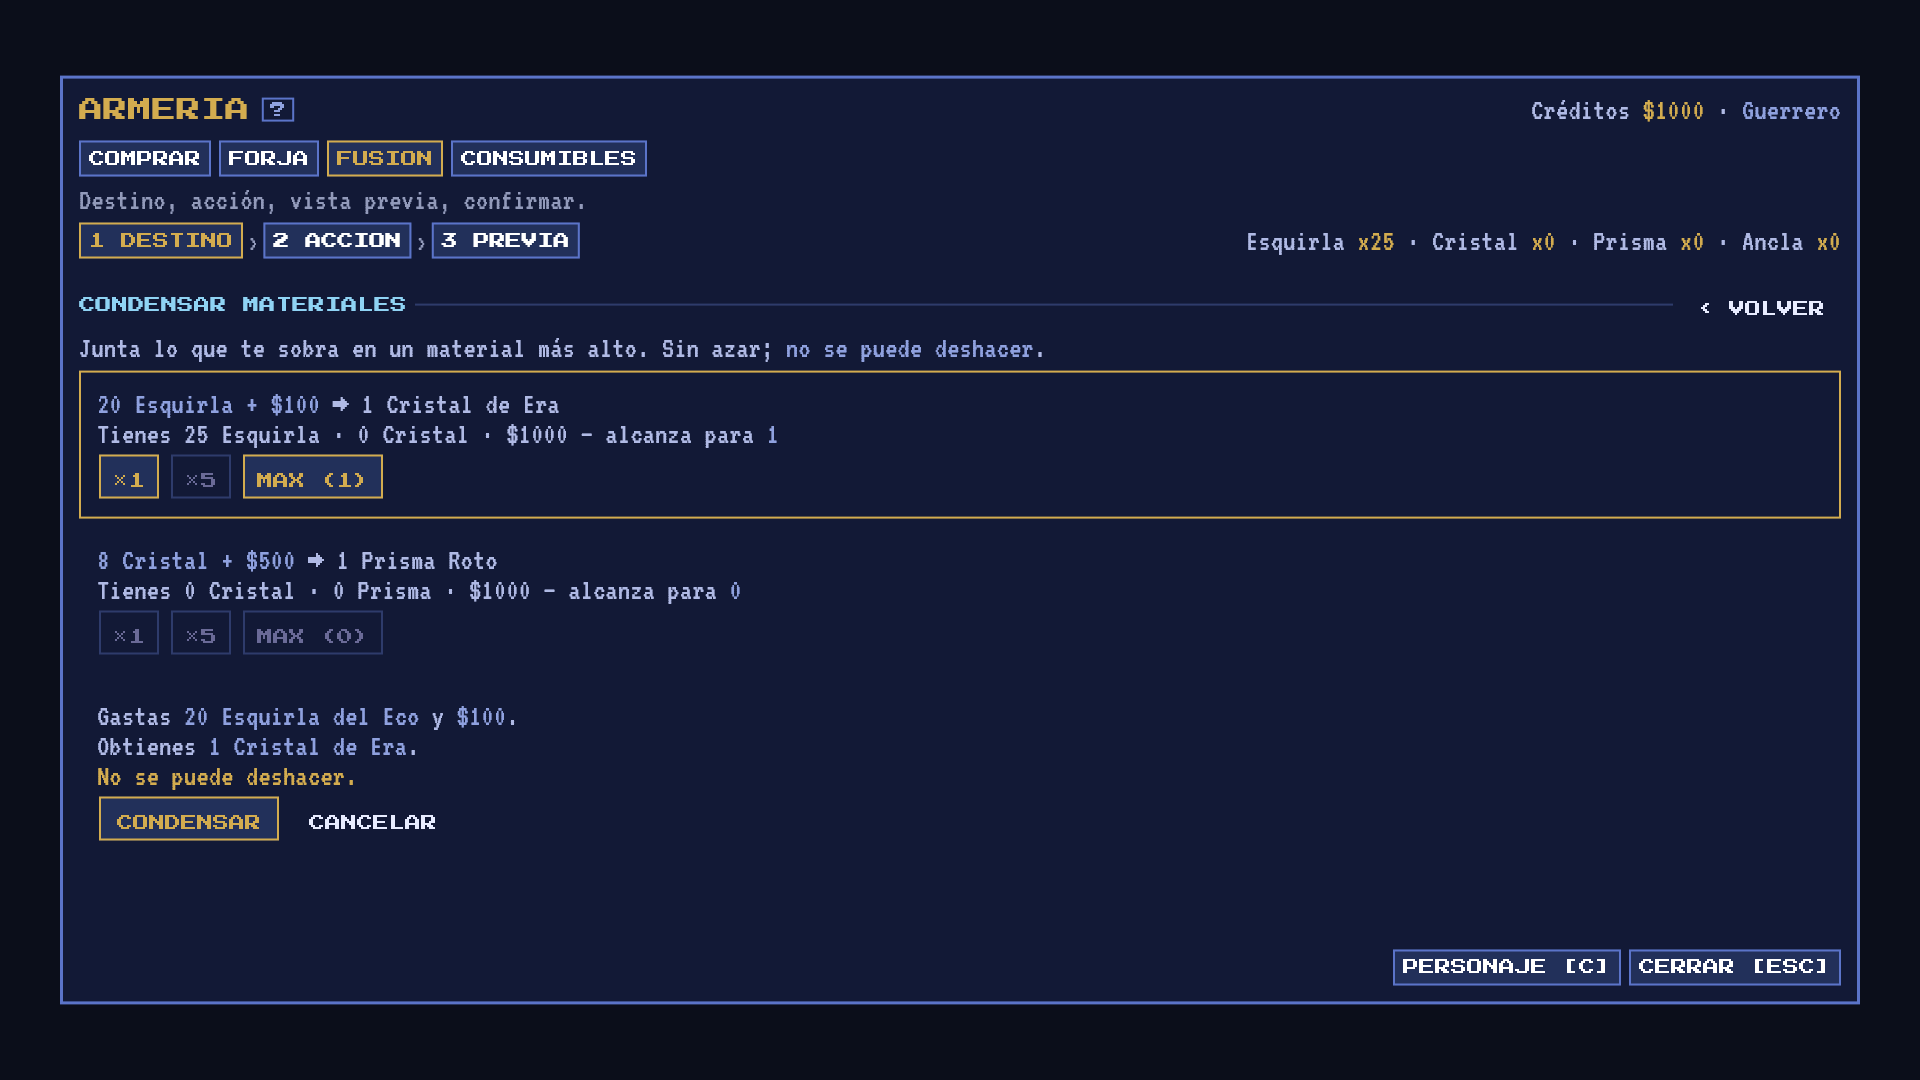 ARMERIA ?
Créditos $1000 · Guerrero
COMPRAR FORJA FUSION CONSUMIBLES
Destino, acción, vista previa, confirmar.
1 DESTINO › 2 ACCION › 3 PREVIA
Esquirla x25 · Cristal x0 · Prisma x0 · Ancla x0
CONDENSAR MATERIALES
‹ VOLVER
Junta lo que te sobra en un material más alto. Sin azar; no se puede deshacer.
20 Esquirla + $100 → 1 Cristal de Era
Tienes 25 Esquirla · 0 Cristal · $1000 — alcanza para 1
×1 ×5 MAX (1)
8 Cristal + $500 → 1 Prisma Roto
Tienes 0 Cristal · 0 Prisma · $1000 — alcanza para 0
×1 ×5 MAX (0)
Gastas 20 Esquirla del Eco y $100.
Obtienes 1 Cristal de Era.
No se puede deshacer.
CONDENSAR CANCELAR
PERSONAJE [C] CERRAR [ESC]